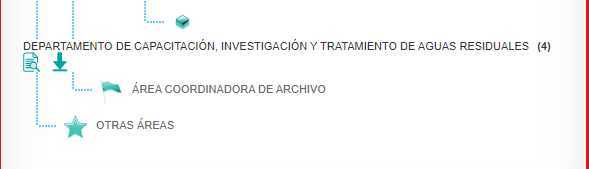 DEPARTAMENTO DE CAPACITACIÓN, INVESTIGACIÓN Y TRATAMIENTO DE AGUAS RESIDUALES (4)
ÁREA COORDINADORA DE ARCHIVO
OTRAS ÁREAS